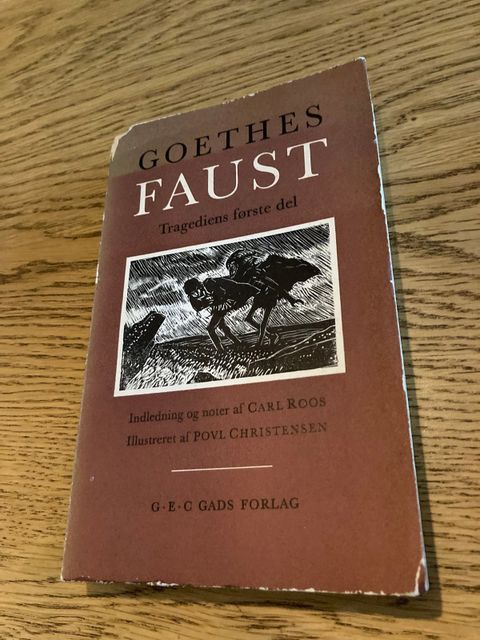 GOETHES
FAUST
Tragediens første del
Indledning og noter af CARL ROOS
Illustreret af POVL CHRISTENSEN
G·E·C GADS FORLAG